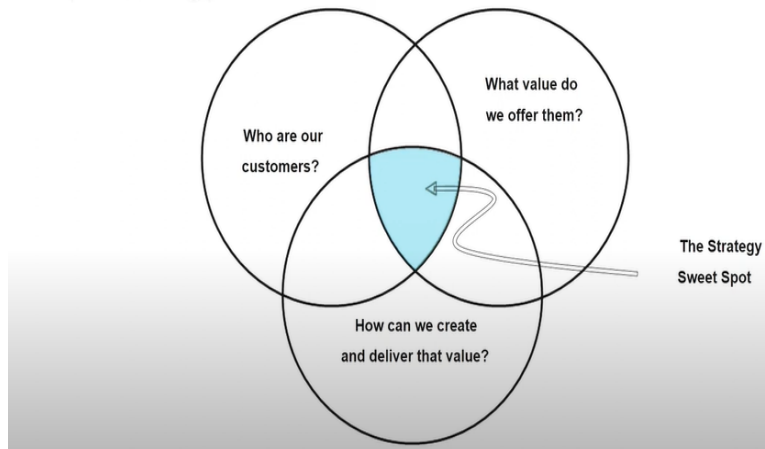 What value do
we offer them?
Who are our
customers?
The Strategy
Sweet Spot
How can we create
and deliver that value?